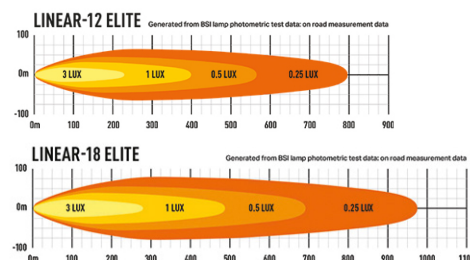 LINEAR-12 ELITE Generated from BSI lamp photometric test data: on road measurement data
100
3 LUX 1 LUX 0.5 LUX 0.25 LUX
0m
-100
0m 100 200 300 400 500 600 700 800 900
LINEAR-18 ELITE Generated from BSI lamp photometric test data: on road measurement data
100
3 LUX 1 LUX 0.5 LUX 0.25 LUX
0m
-100
0m 100 200 300 400 500 600 700 800 900 1000